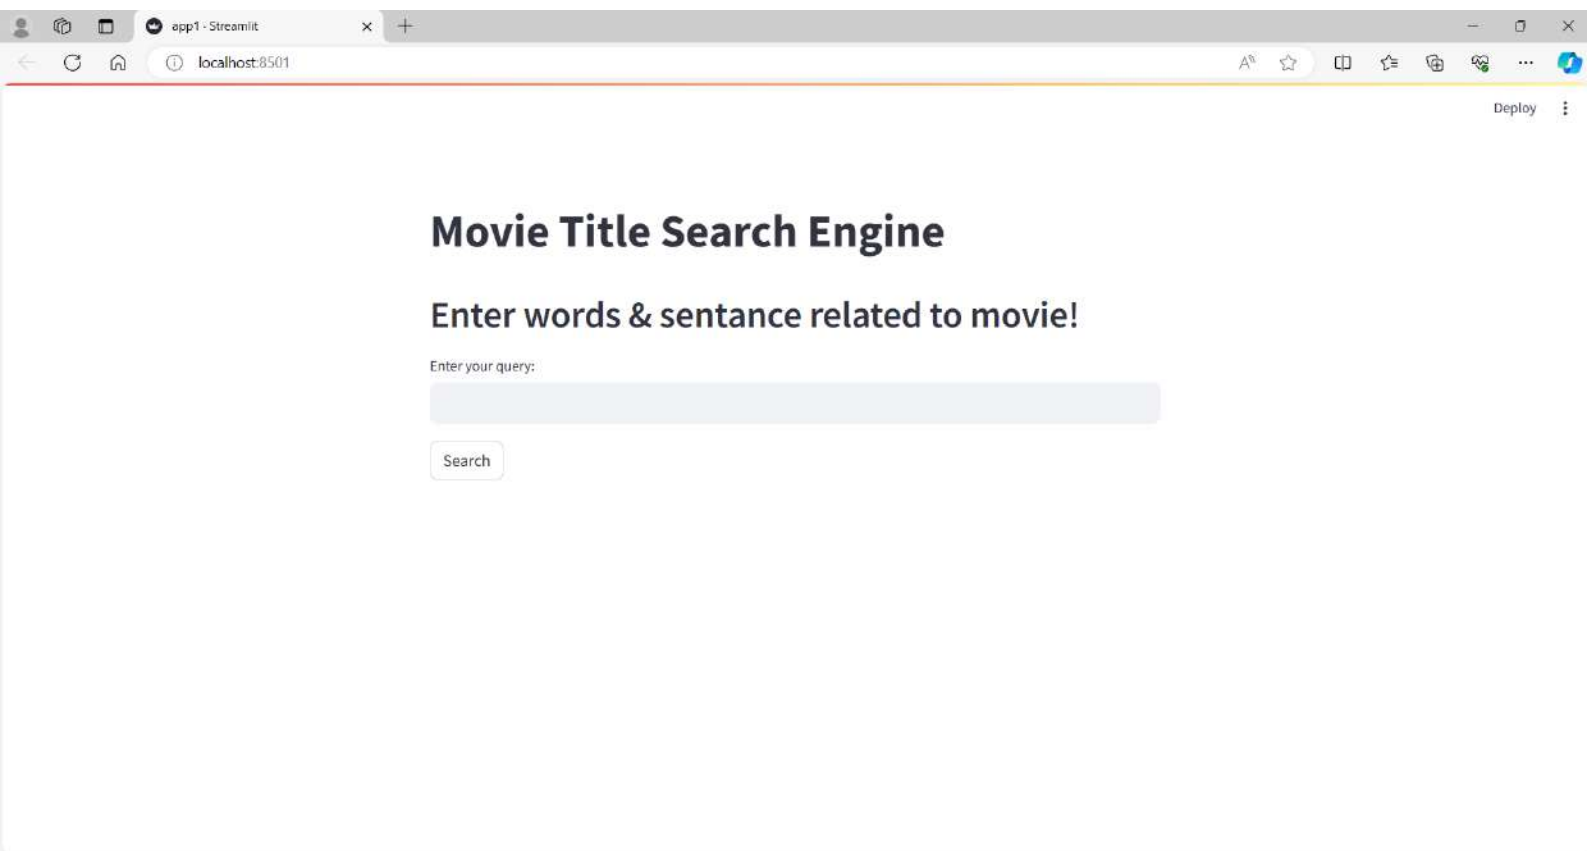 app1 - Streamlit
localhost:8501
Deploy
Movie Title Search Engine
Enter words & sentance related to movie!
Enter your query:
Search